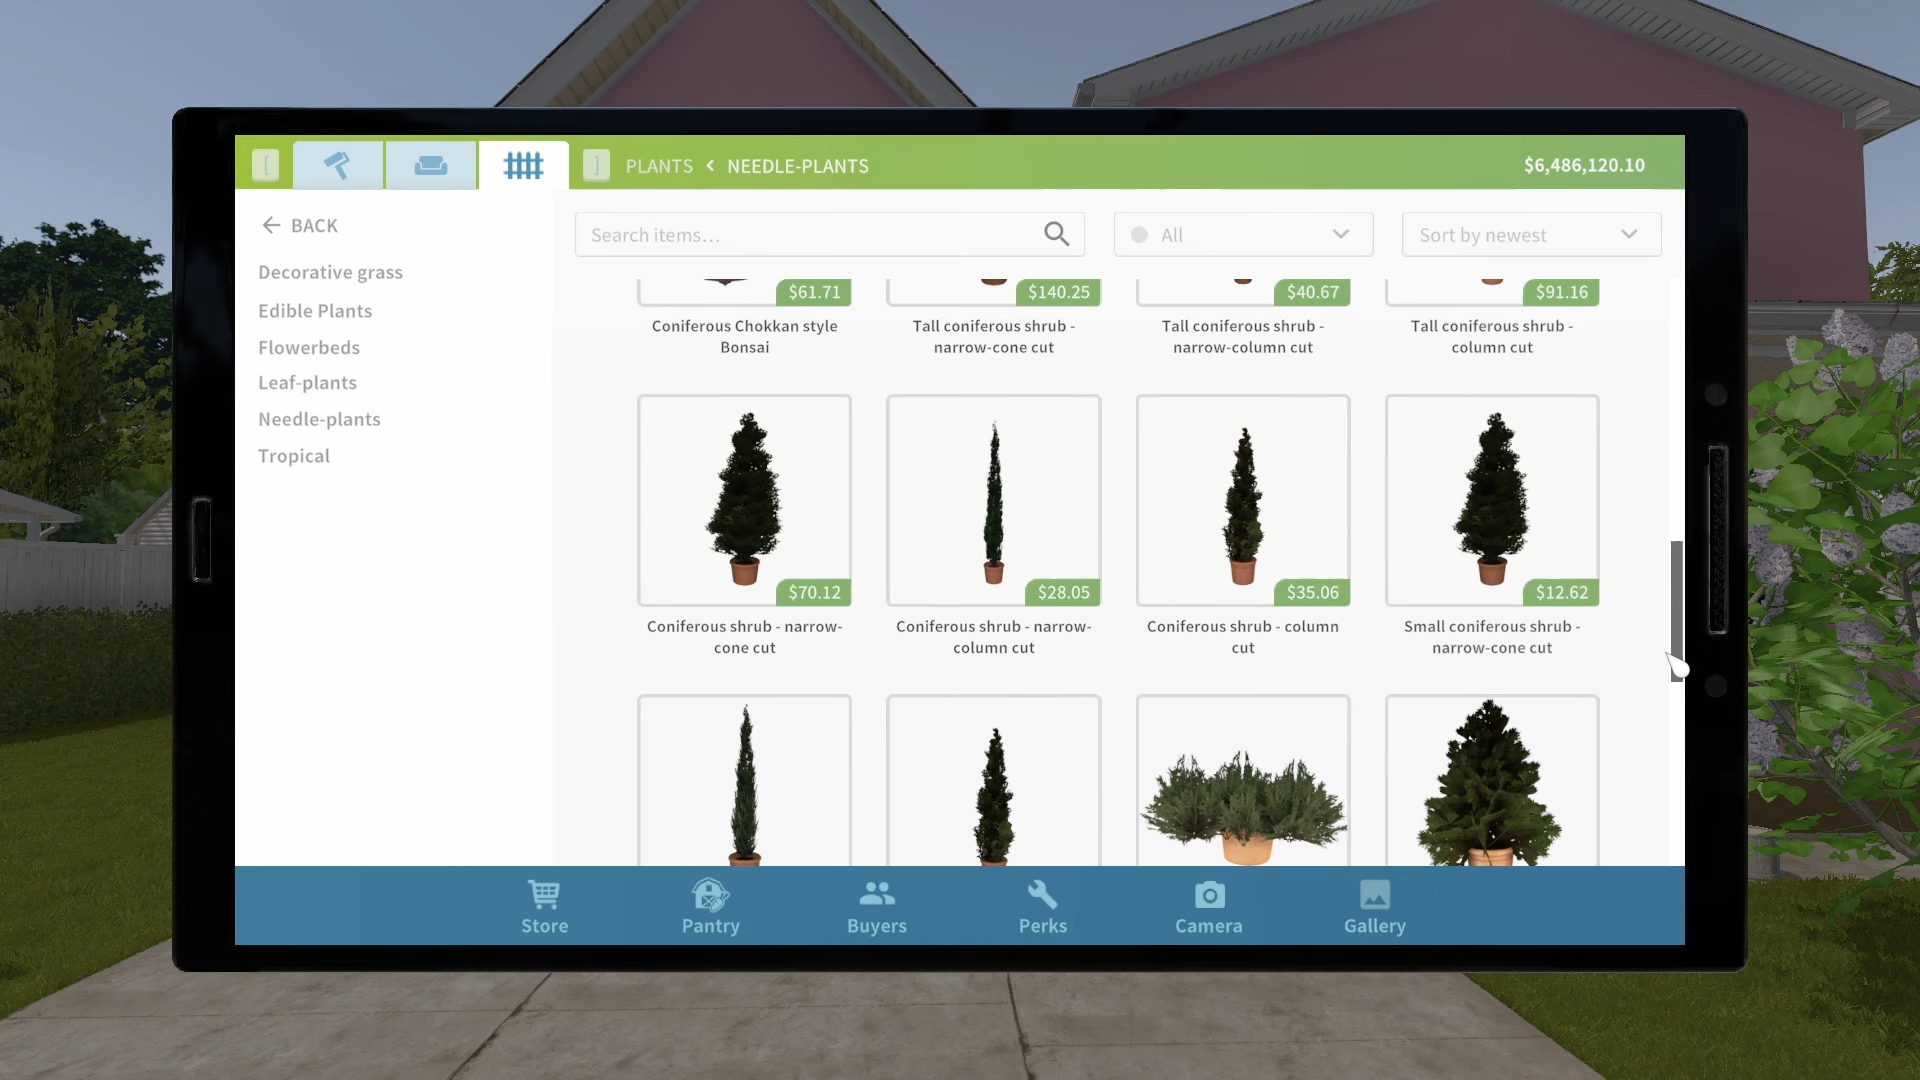 [
]
PLANTS < NEEDLE-PLANTS
$6,486,120.10
BACK
Decorative grass
Edible Plants
Flowerbeds
Leaf-plants
Needle-plants
Tropical
Search items...
All
Sort by newest
$61.71
$140.25
$40.67
$91.16
Coniferous Chokkan style
Bonsai
Tall coniferous shrub -
narrow-cone cut
Tall coniferous shrub -
narrow-column cut
Tall coniferous shrub -
column cut
$70.12
$28.05
$35.06
$12.62
Coniferous shrub - narrow-
cone cut
Coniferous shrub - narrow-
column cut
Coniferous shrub - column
cut
Small coniferous shrub -
narrow-cone cut
Store
Pantry
Buyers
Perks
Camera
Gallery